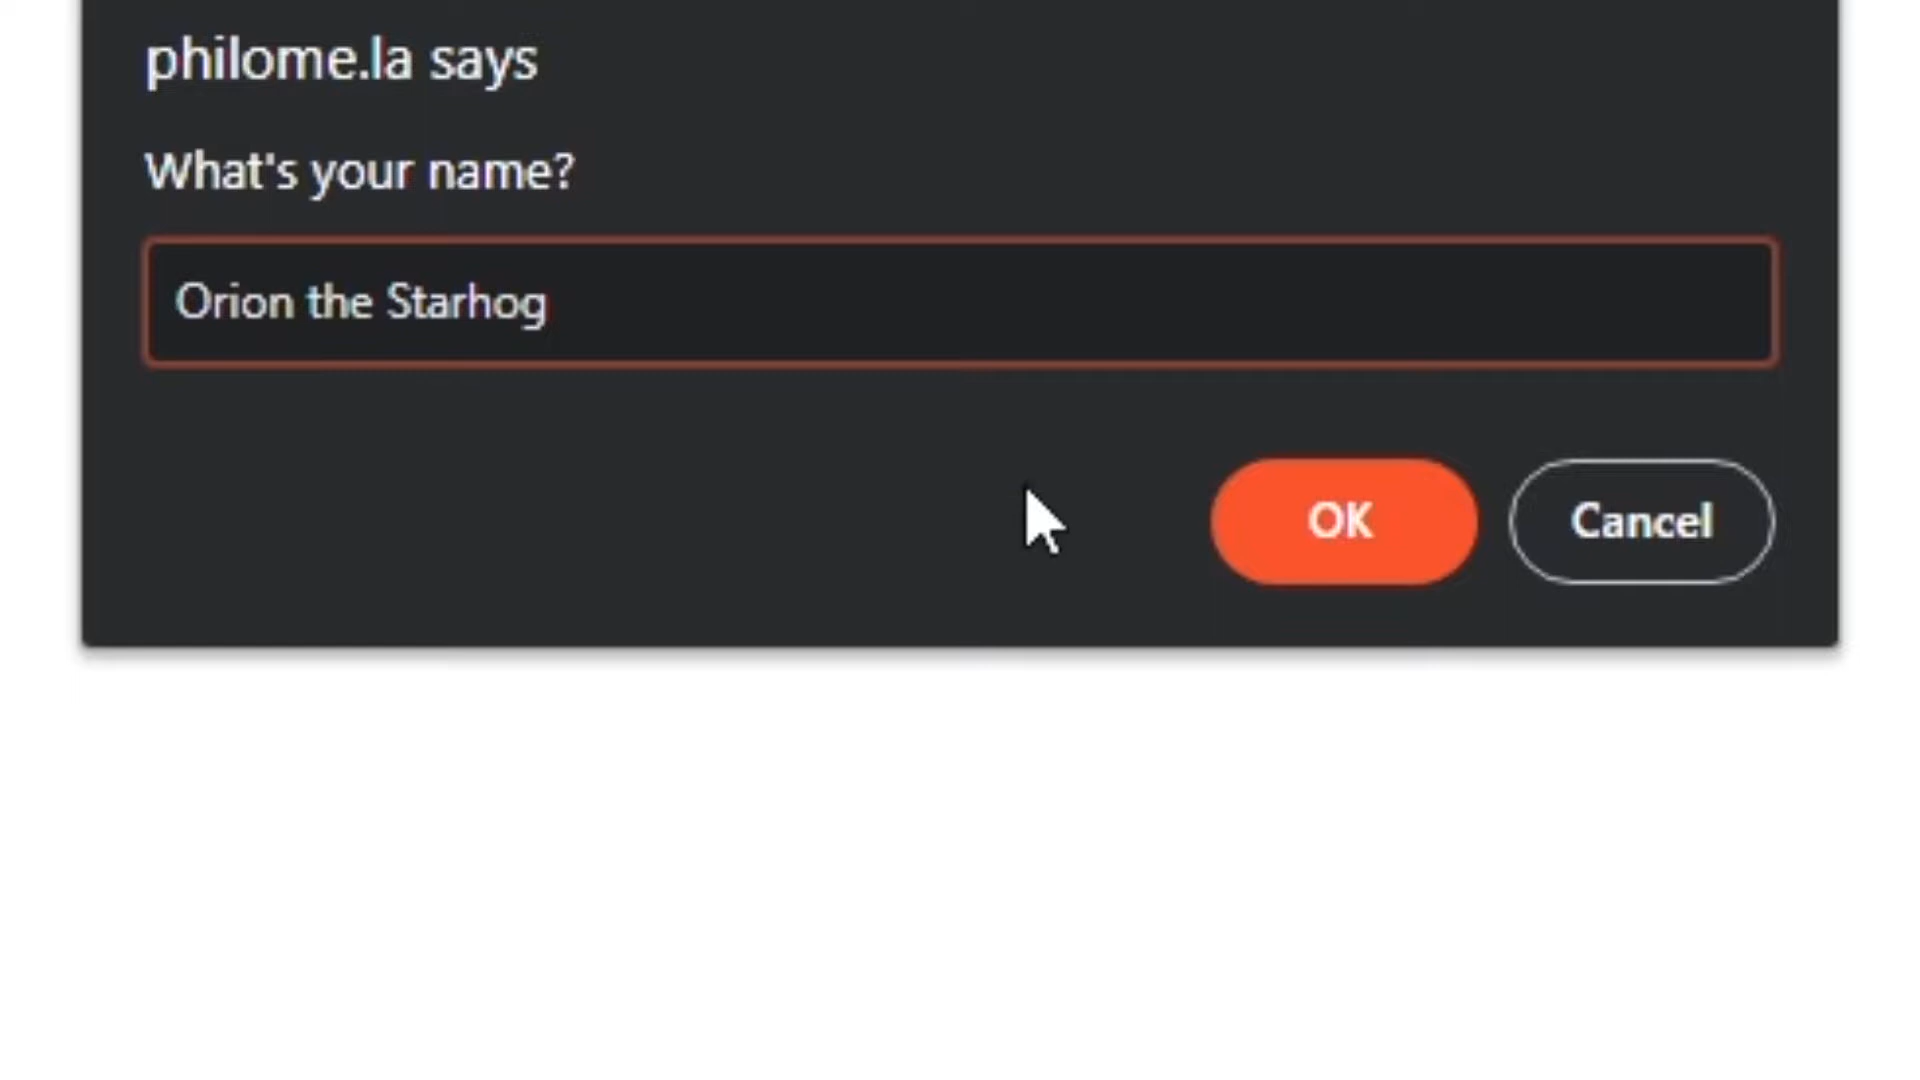 philome.la says
What's your name?
Orion the Starhog
OK
Cancel